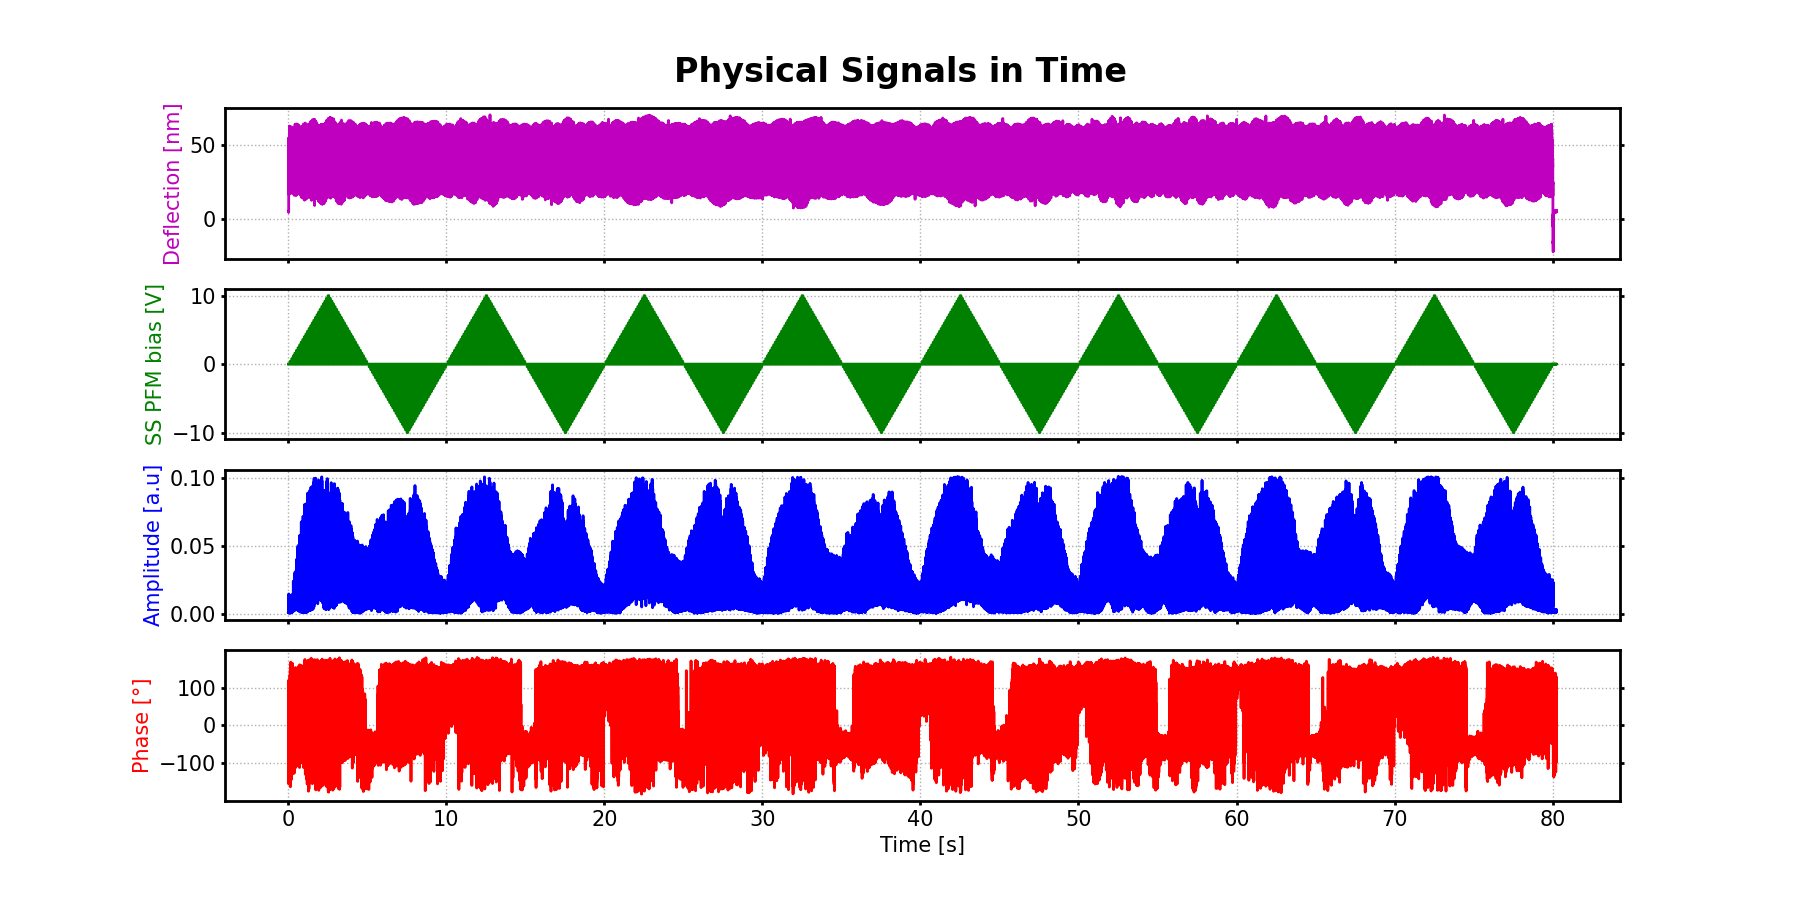 Physical Signals in Time
Deflection [nm]
50
0
SS PFM bias [V]
10
0
−10
Amplitude [a.u]
0.10
0.05
0.00
Phase [°]
100
0
−100
0 10 20 30 40 50 60 70 80
Time [s]